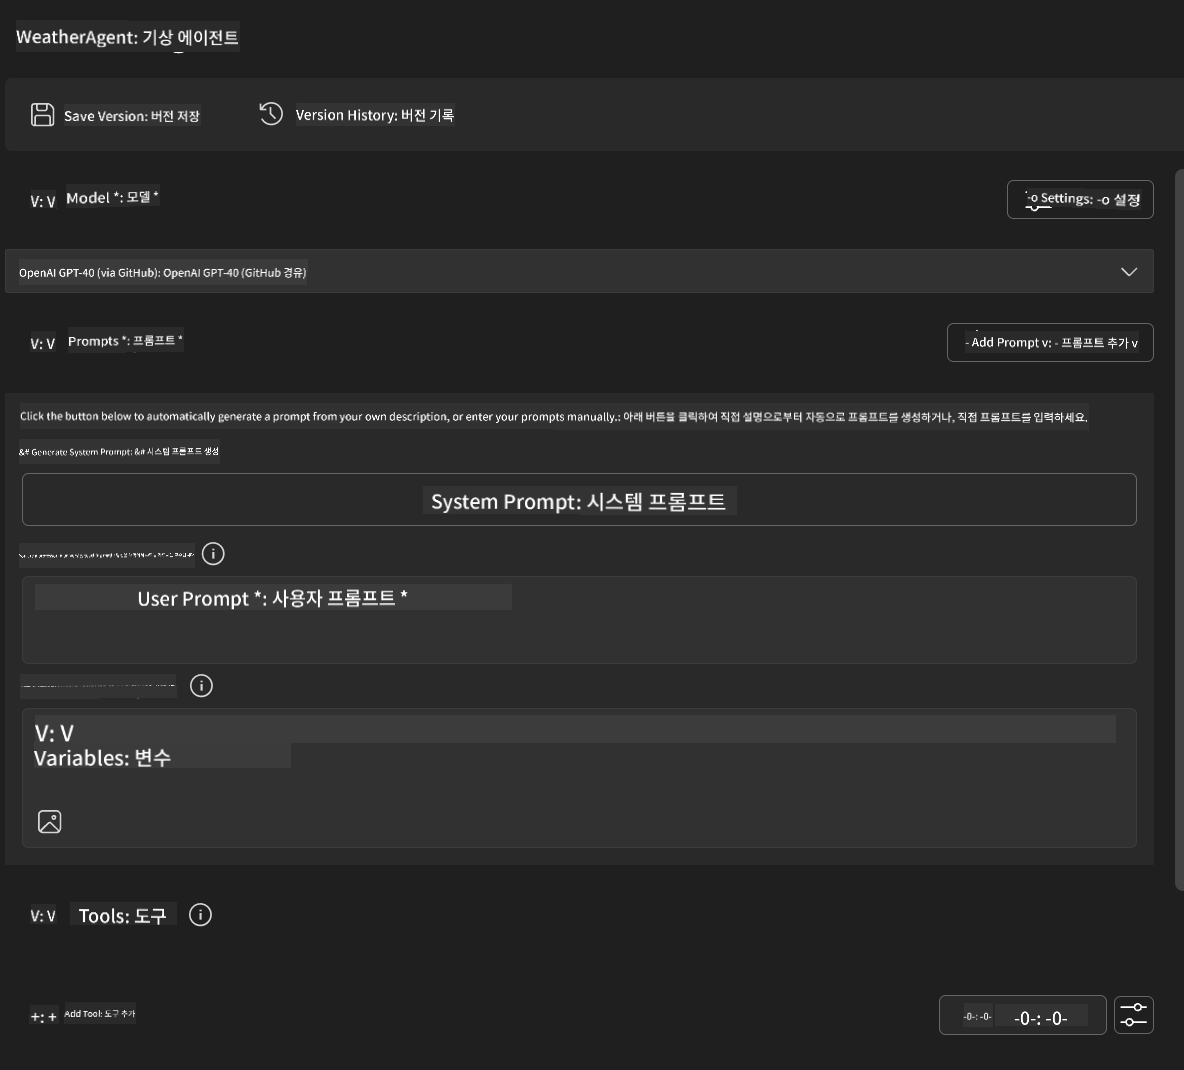 WeatherAgent: 기상 에이전트
Save Version: 버전 저장
Version History: 버전 기록
V: V
Model *: 모델 *
-o Settings: -o 설정
OpenAI GPT-40 (via GitHub): OpenAI GPT-40 (GitHub 경유)
V: V
Prompts *: 프롬프트 *
- Add Prompt v: - 프롬프트 추가 v
Click the button below to automatically generate a prompt from your own description, or enter your prompts manually.: 아래 버튼을 클릭하여 직접 설명으로부터 자동으로 프롬프트를 생성하거나, 직접 프롬프트를 입력하세요.
&# Generate System Prompt: &# 시스템 프롬프트 생성
System Prompt: 시스템 프롬프트
User Prompt *: 사용자 프롬프트 *
V: V
Variables: 변수
V: V
Tools: 도구
+: +
Add Tool: 도구 추가
-0-: -0-
-0-: -0-